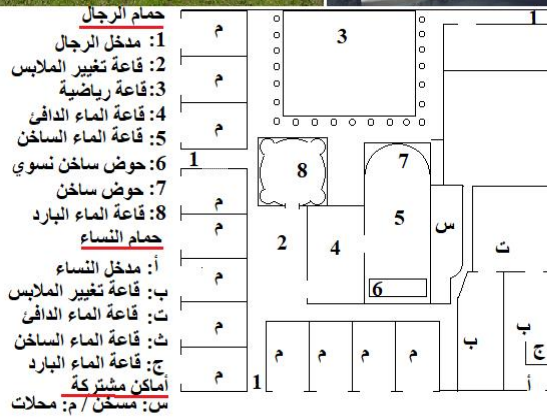 حمام الرجال
1: مدخل الرجال
2: قاعة تغيير الملابس
3: قاعة رياضية
4: قاعة الماء الدافئ
5: قاعة الماء الساخن
6: حوض ساخن نسوي
7: حوض ساخن
8: قاعة الماء البارد
حمام النساء
أ: مدخل النساء
ب: قاعة تغيير الملابس
ت: قاعة الماء الدافئ
ث: قاعة الماء الساخن
ج: قاعة الماء البارد
أماكن مشتركة
س: مسخن / م: محلات
م
3
1
م
م
1
8
7
م
م
2
4
5
س
ت
م
6
م
م
م
م
م
ب
ب
ج
م
1
أ